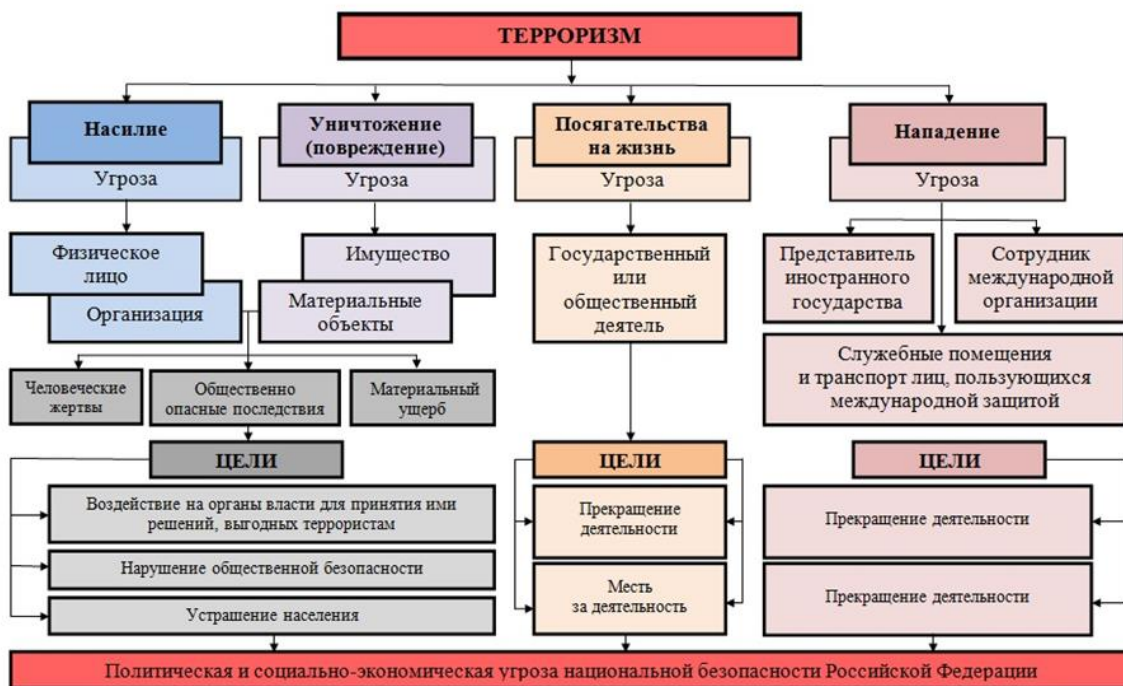 ТЕРРОРИЗМ
Насилие
Угроза
Уничтожение
(повреждение)
Угроза
Посягательства
на жизнь
Угроза
Нападение
Угроза
Физическое
лицо
Организация
Имущество
Материальные
объекты
Государственный
или
общественный
деятель
Представитель
иностранного
государства
Сотрудник
международной
организации
Служебные помещения
и транспорт лиц, пользующихся
международной защитой
Человеческие
жертвы
Общественно
опасные последствия
Материальный
ущерб
ЦЕЛИ
Воздействие на органы власти для принятия ими
решений, выгодных террористам
Нарушение общественной безопасности
Устрашение населения
ЦЕЛИ
Прекращение
деятельности
Месть
за деятельность
ЦЕЛИ
Прекращение деятельности
Прекращение деятельности
Политическая и социально-экономическая угроза национальной безопасности Российской Федерации